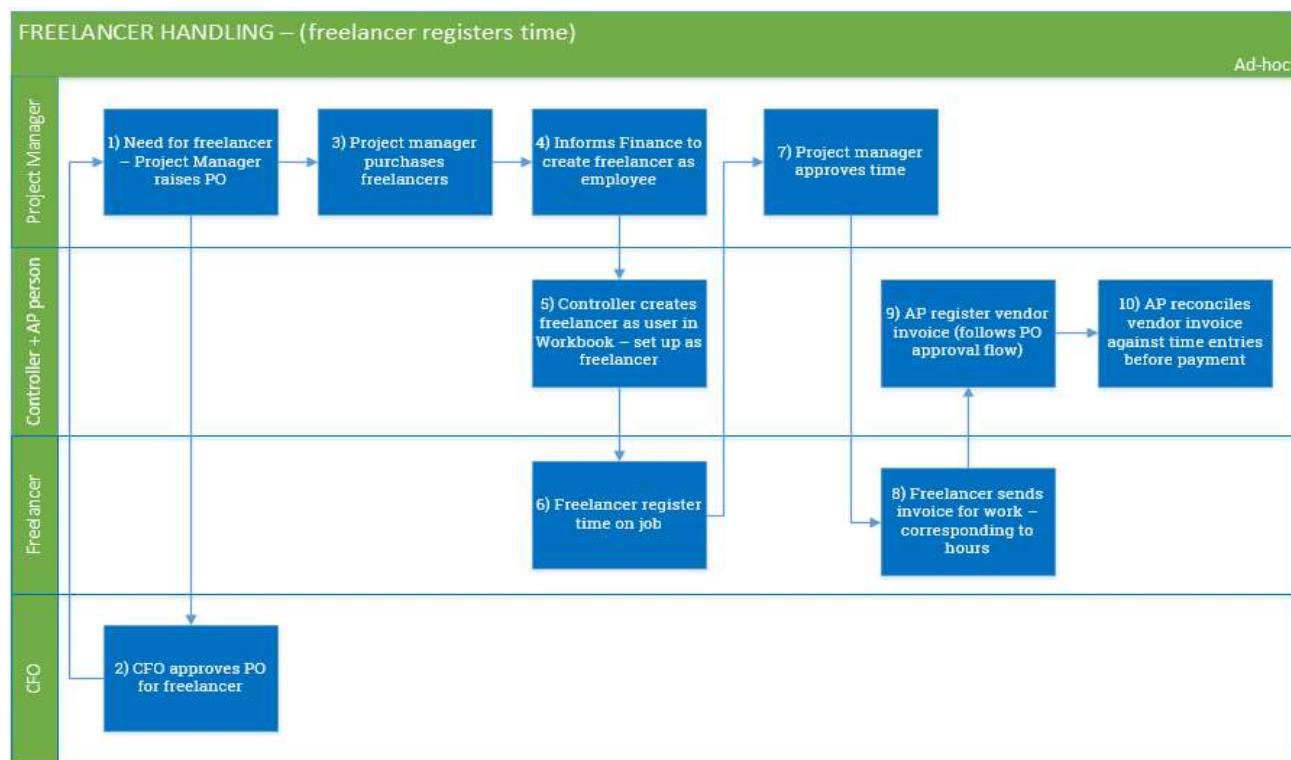 FREELANCER HANDLING – (freelancer registers time)
Ad-hoc
Project Manager
1) Need for freelancer
– Project Manager
raises PO
3) Project manager
purchases
freelancers
4) Informs Finance to
create freelancer as
employee
7) Project manager
approves time
Controller + AP person
5) Controller creates
freelancer as user in
Workbook – set up as
freelancer
9) AP register vendor
invoice (follows PO
approval flow)
10) AP reconciles
vendor invoice
against time entries
before payment
Freelancer
6) Freelancer register
time on job
8) Freelancer sends
invoice for work –
corresponding to
hours
CFO
2) CFO approves PO
for freelancer